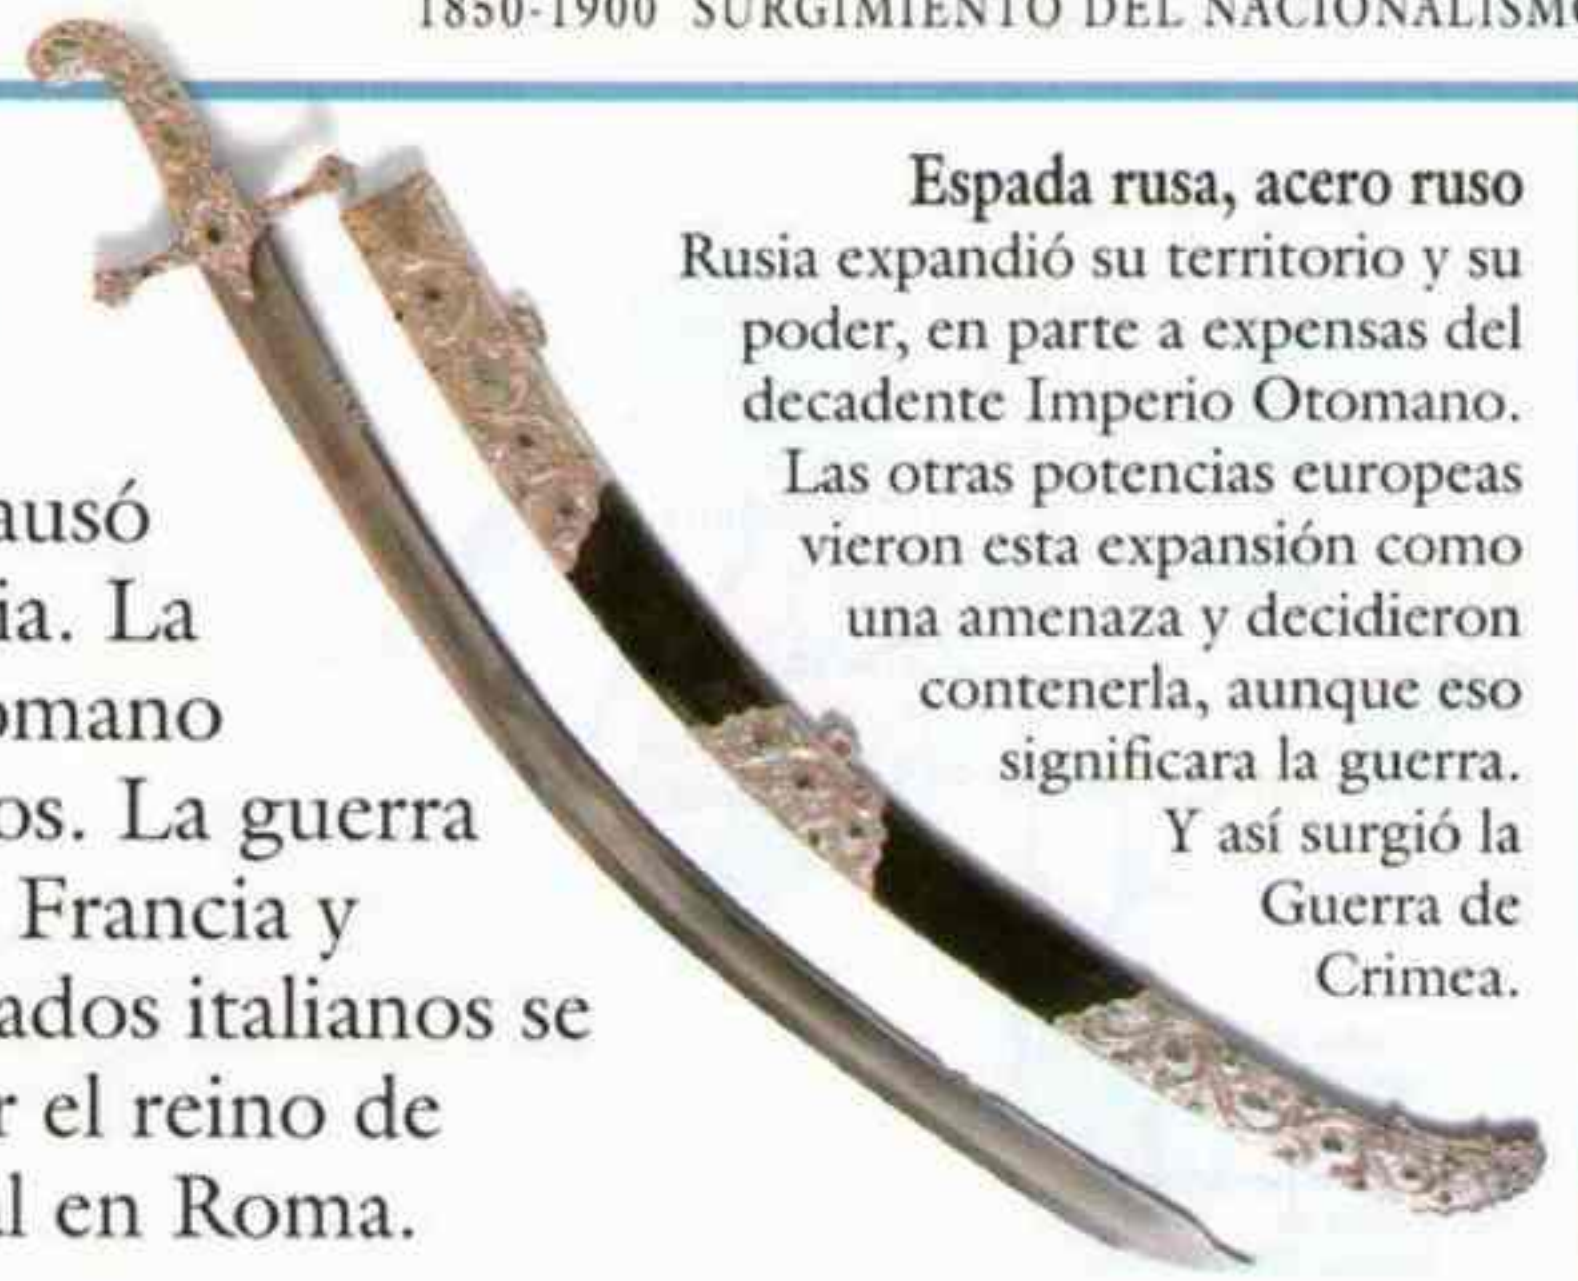 1850-1900 SURGIMIENTO DEL NACIONALISMO
Espada rusa, acero ruso
Rusia expandió su territorio y su
poder, en parte a expensas del
decadente Imperio Otomano.
Las otras potencias europeas
vieron esta expansión como
una amenaza y decidieron
contenerla, aunque eso
significara la guerra.
Y así surgió la
Guerra de
Crimea.
ausó
ia. La
omano
os. La guerra
Francia y
ados italianos se
r el reino de
l en Roma.